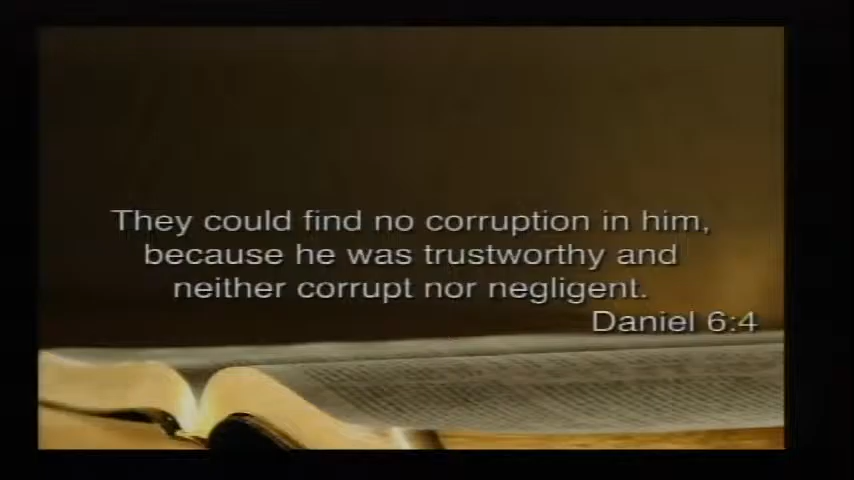 They could find no corruption in him,
because he was trustworthy and
neither corrupt nor negligent.
Daniel 6:4